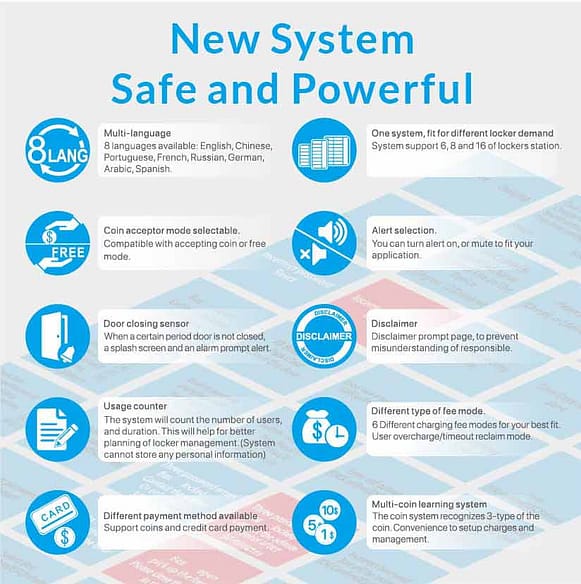 New System
Safe and Powerful
8 LANG
Multi-language
8 languages available: English, Chinese,
Portuguese, French, Russian, German,
Arabic, Spanish.
One system, fit for different locker demand
System support 6, 8 and 16 of lockers station.
$
FREE
Coin acceptor mode selectable.
Compatible with accepting coin or free
mode.
Alert selection.
You can turn alert on, or mute to fit your
application.
Door closing sensor
When a certain period door is not closed,
a splash screen and an alarm prompt alert.
DISCLAIMER
DISCLAIMER
DISCLAIMER
Disclaimer
Disclaimer prompt page, to prevent
misunderstanding of responsible.
Usage counter
The system will count the number of users,
and duration. This will help for better
planning of locker management. (System
cannot store any personal information)
$
Different type of fee mode.
6 Different charging fee modes for your best fit.
User overcharge/timeout reclaim mode.
CARD
$
Different payment method available
Support coins and credit card payment.
10$
5$
1$
Multi-coin learning system
The coin system recognizes 3-type of the
coin. Convenience to setup charges and
management.